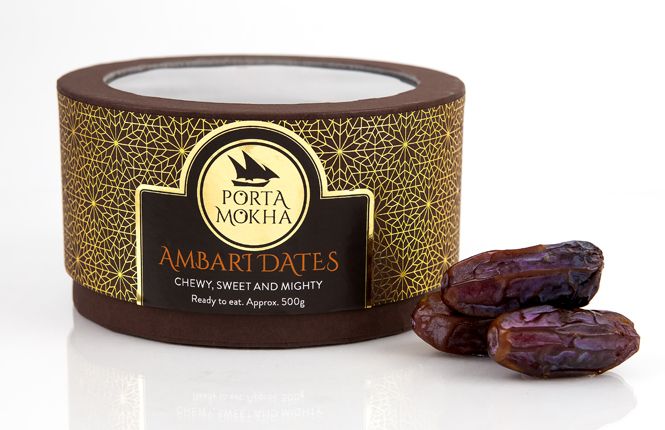 PORTA
MOKHA
AMBARI DATES
CHEWY, SWEET AND MIGHTY
Ready to eat. Approx. 500g